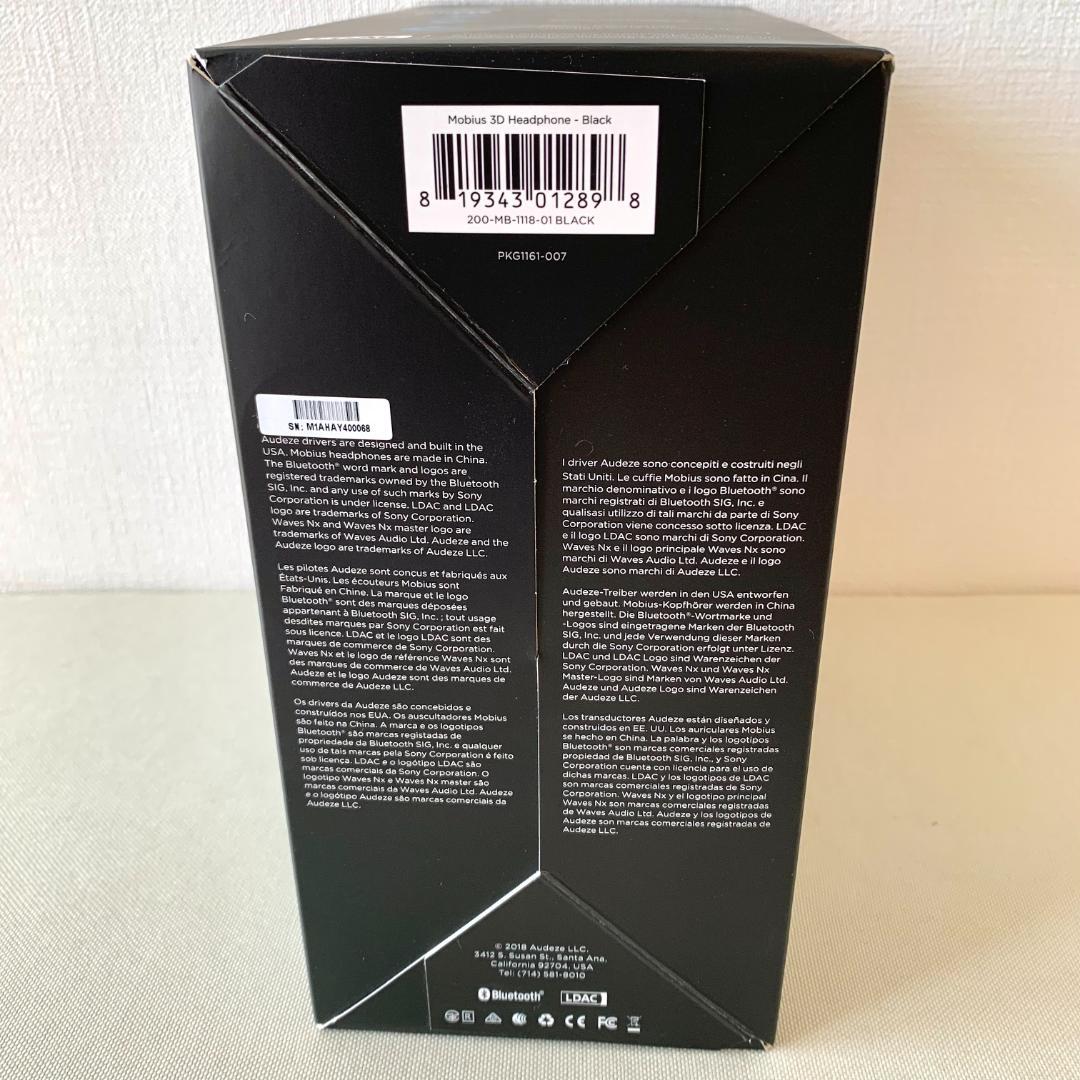 Mobius 3D Headphone - Black
8 19343 01289 8
200-MB-1118-01 BLACK
PKG1161-007
SN: M1AHAY400068
Audeze drivers are designed and built in the
USA. Mobius headphones are made in China.
The Bluetooth® word mark and logos are
registered trademarks owned by the Bluetooth
SIG, Inc. and any use of such marks by Sony
Corporation is under license. LDAC and LDAC
logo are trademarks of Sony Corporation.
Waves Nx and Waves Nx master logo are
trademarks of Waves Audio Ltd. Audeze and the
Audeze logo are trademarks of Audeze LLC.
Les pilotes Audeze sont conçus et fabriqués aux
États-Unis. Les écouteurs Mobius sont
Fabriqué en Chine. La marque et le logo
Bluetooth® sont des marques déposées
appartenant à Bluetooth SIG, Inc. ; tout usage
desdites marques par Sony Corporation est fait
sous licence. LDAC et le logo LDAC sont des
marques de commerce de Sony Corporation.
Waves Nx et le logo de référence Waves Nx sont
des marques de commerce de Waves Audio Ltd.
Audeze et le logo Audeze sont des marques de
commerce de Audeze LLC.
Os drivers da Audeze são concebidos e
construídos nos EUA. Os auscultadores Mobius
são feito na China. A marca e os logotipos
Bluetooth® são marcas registadas de
propriedade da Bluetooth SIG, Inc. e qualquer
uso de tais marcas pela Sony Corporation é feito
sob licença. LDAC e o logótipo LDAC são
marcas comerciais da Sony Corporation. O
logotipo Waves Nx e Waves Nx master são
marcas comerciais da Waves Audio Ltd. Audeze
e o logótipo Audeze são marcas comerciais da
Audeze LLC.
I driver Audeze sono concepiti e costruiti negli
Stati Uniti. Le cuffie Mobius sono fatto in Cina. Il
marchio denominativo e i logo Bluetooth® sono
marchi registrati di Bluetooth SIG, Inc. e
qualsiasi utilizzo di tali marchi da parte di Sony
Corporation viene concesso sotto licenza. LDAC
e il logo LDAC sono marchi di Sony Corporation.
Waves Nx e il logo principale Waves Nx sono
marchi di Waves Audio Ltd. Audeze e il logo
Audeze sono marchi di Audeze LLC.
Audeze-Treiber werden in den USA entworfen
und gebaut. Mobius-Kopfhörer werden in China
hergestellt. Die Bluetooth®-Wortmarke und
-Logos sind eingetragene Marken der Bluetooth
SIG, Inc. und jede Verwendung dieser Marken
durch die Sony Corporation erfolgt unter Lizenz.
LDAC und LDAC Logo sind Warenzeichen der
Sony Corporation. Waves Nx und Waves Nx
Master-Logo sind Marken von Waves Audio Ltd.
Audeze und Audeze Logo sind Warenzeichen
der Audeze LLC.
Los transductores Audeze están diseñados y
construidos en EE. UU. Los auriculares Mobius
se hecho en China. La palabra y los logotipos
Bluetooth® son marcas comerciales registradas
propiedad de Bluetooth SIG, Inc., y Sony
Corporation cuenta con licencia para el uso de
dichas marcas. LDAC y los logotipos de LDAC
son marcas comerciales registradas de Sony
Corporation. Waves Nx y el logotipo principal
Waves Nx son marcas comerciales registradas
de Waves Audio Ltd. Audeze y los logotipos de
Audeze son marcas comerciales registradas de
Audeze LLC.
© 2018 Audeze LLC.
3412 S. Susan St., Santa Ana,
California 92704, USA
Tel: (714) 581-8010
Bluetooth® LDAC
R CE FC